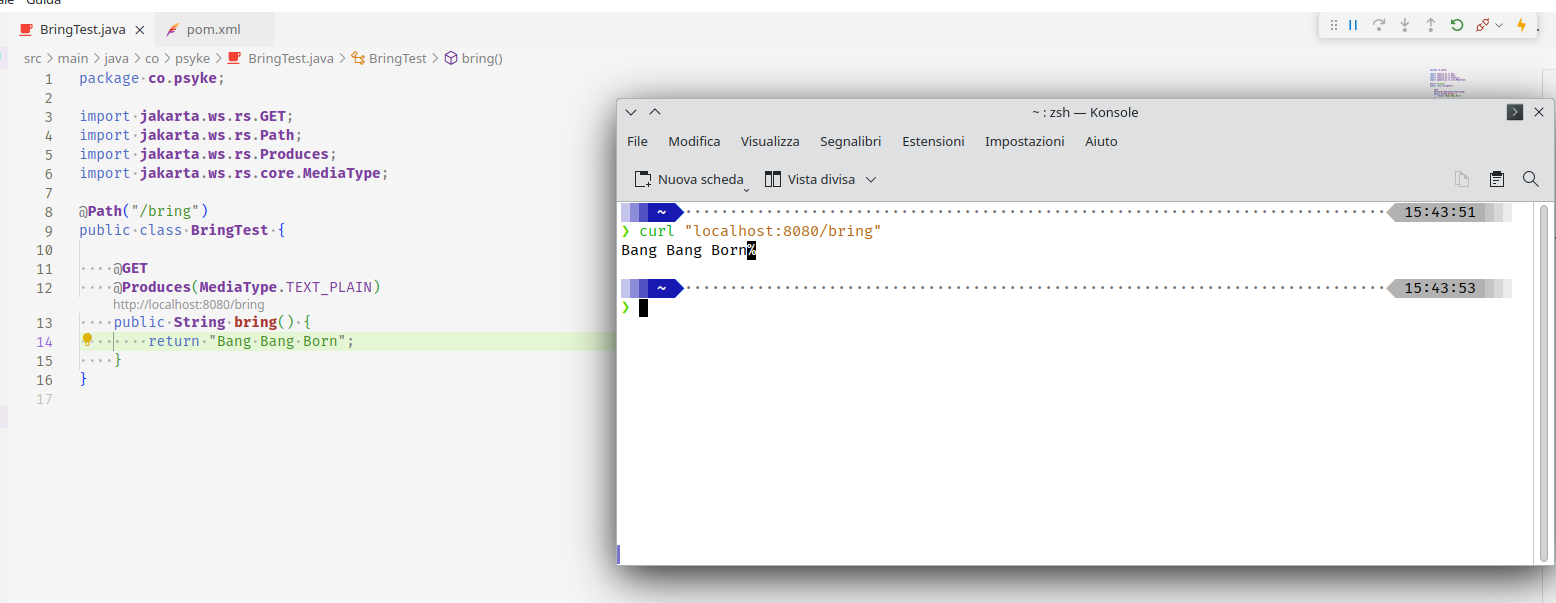 Guida
BringTest.java
pom.xml
src > main > java > co > psyke > BringTest.java > BringTest > bring()
1 package co.psyke;
2
3 import jakarta.ws.rs.GET;
4 import jakarta.ws.rs.Path;
5 import jakarta.ws.rs.Produces;
6 import jakarta.ws.rs.core.MediaType;
7
8 @Path("/bring")
9 public class BringTest {
10
11 @GET
12 @Produces(MediaType.TEXT_PLAIN)
http://localhost:8080/bring
13 public String bring() {
14 return "Bang Bang Born";
15 }
16 }
17
~ : zsh — Konsole
File Modifica Visualizza Segnalibri Estensioni Impostazioni Aiuto
Nuova scheda Vista divisa
~ 15:43:51
❯ curl "localhost:8080/bring"
Bang Bang Born%
~ 15:43:53
❯